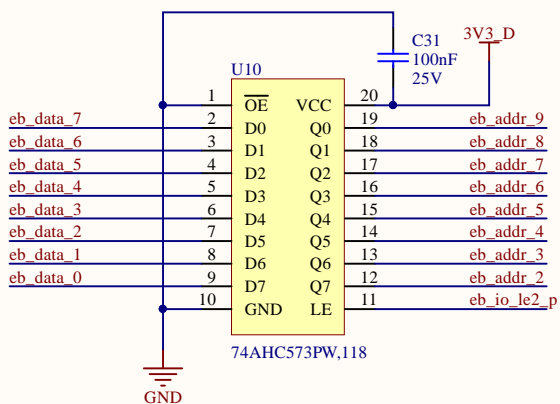 C31
100nF
25V
3V3_D
U10
1 OE VCC 20
eb_data_7 2 D0 Q0 19 eb_addr_9
eb_data_6 3 D1 Q1 18 eb_addr_8
eb_data_5 4 D2 Q2 17 eb_addr_7
eb_data_4 5 D3 Q3 16 eb_addr_6
eb_data_3 6 D4 Q4 15 eb_addr_5
eb_data_2 7 D5 Q5 14 eb_addr_4
eb_data_1 8 D6 Q6 13 eb_addr_3
eb_data_0 9 D7 Q7 12 eb_addr_2
10 GND LE 11 eb_io_le2_p
74AHC573PW,118
GND